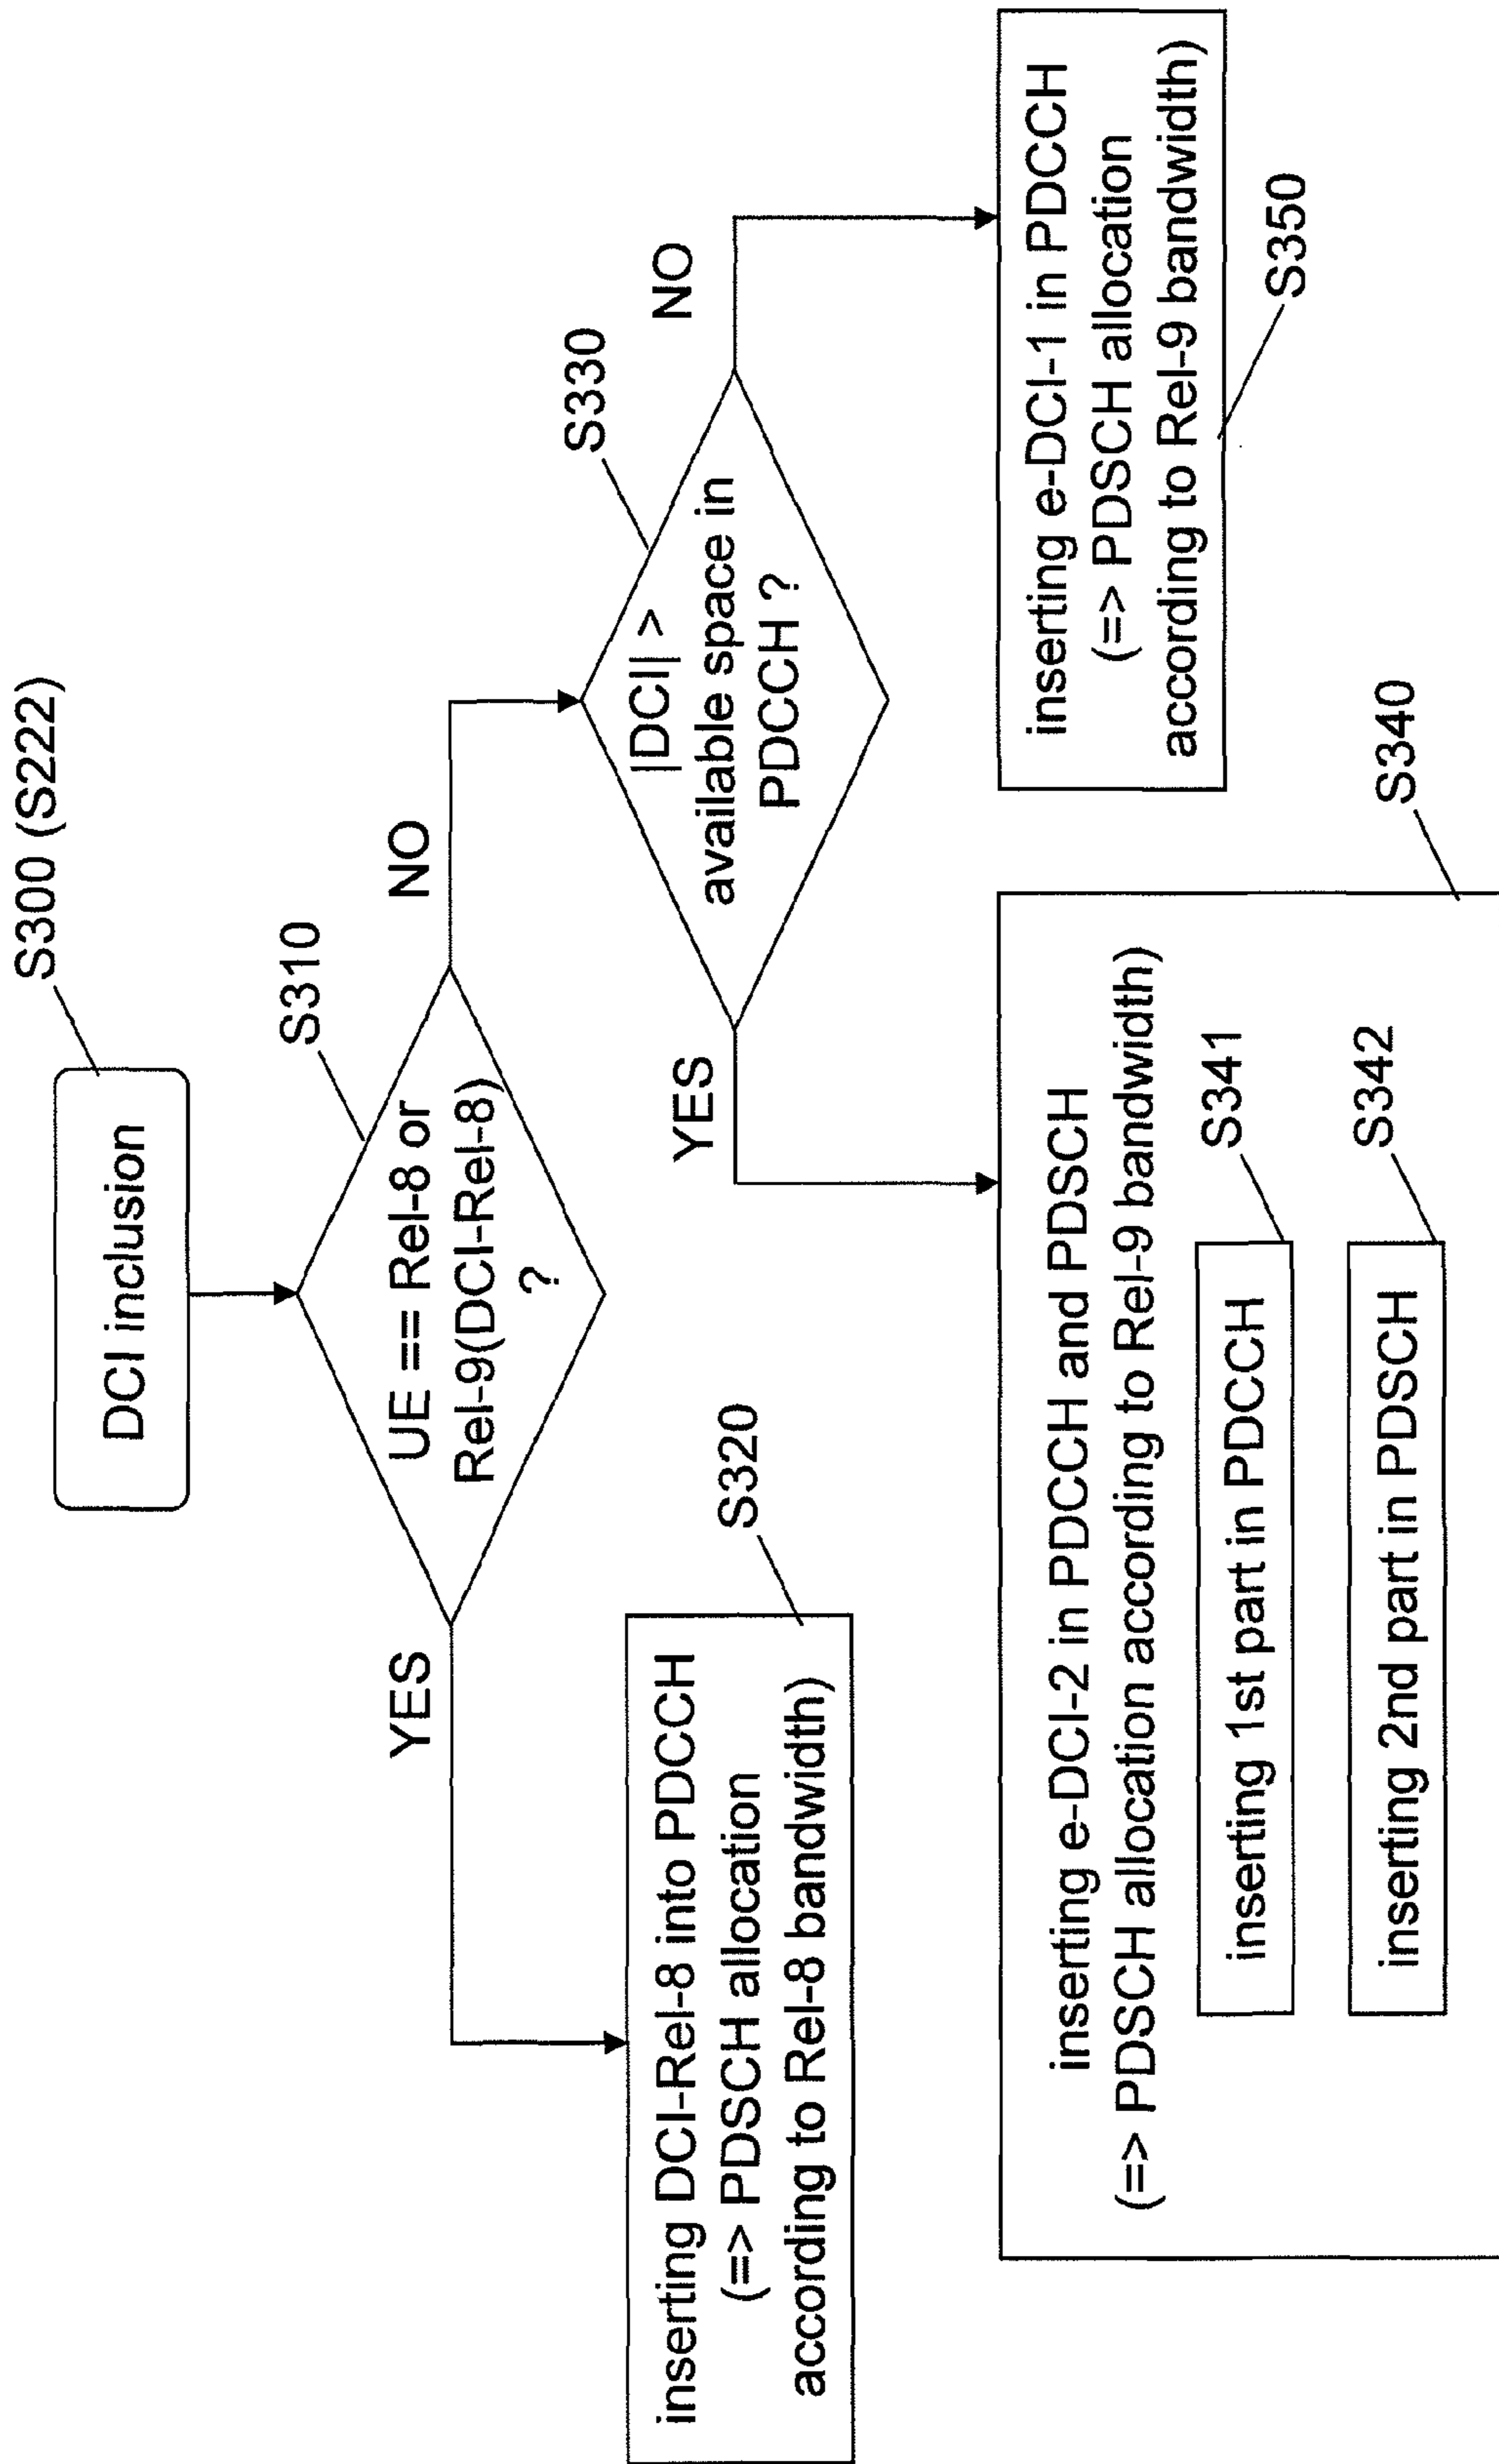 S300 (S222)
DCI inclusion
S310
UE == Rel-8 or
Rel-9(DCI-Rel-8)
?
YES
NO
S320
inserting DCI-Rel-8 into PDCCH
(=> PDSCH allocation
according to Rel-8 bandwidth)
S330
|DCI| >
available space in
PDCCH ?
YES
NO
inserting e-DCI-2 in PDCCH and PDSCH
(=> PDSCH allocation according to Rel-9 bandwidth)
S341
inserting 1st part in PDCCH
S342
inserting 2nd part in PDSCH
S340
inserting e-DCI-1 in PDCCH
(=> PDSCH allocation
according to Rel-9 bandwidth)
S350